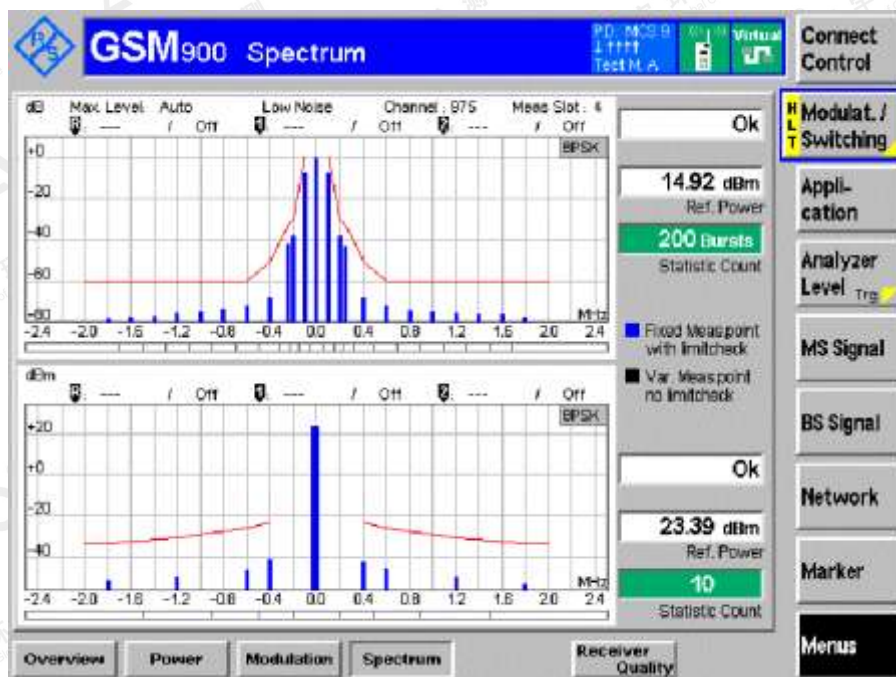 R&S
GSM900 Spectrum
PD: MCS 9
Test M. A
Virtual
Connect Control
HLT
Modulat. / Switching
Appli- cation
Analyzer Level Trg
MS Signal
BS Signal
Network
Marker
Menus
dB Max. Level: Auto Low Noise Channel: 975 Meas Slot: 4
--- / Off --- / Off --- / Off
8PSK
+0
-20
-40
-60
-80
MHz
-2.4 -2.0 -1.6 -1.2 -0.8 -0.4 0.0 0.4 0.8 1.2 1.6 2.0 2.4
Ok
14.92 dBm
Ref. Power
200 Bursts
Statistic Count
Fixed Meas point
with limitcheck
Var. Meas point
no limitcheck
dBm
--- / Off --- / Off --- / Off
8PSK
+20
+0
-20
-40
MHz
-2.4 -2.0 -1.6 -1.2 -0.8 -0.4 0.0 0.4 0.8 1.2 1.6 2.0 2.4
Ok
23.39 dBm
Ref. Power
10
Statistic Count
Overview Power Modulation Spectrum Receiver Quality